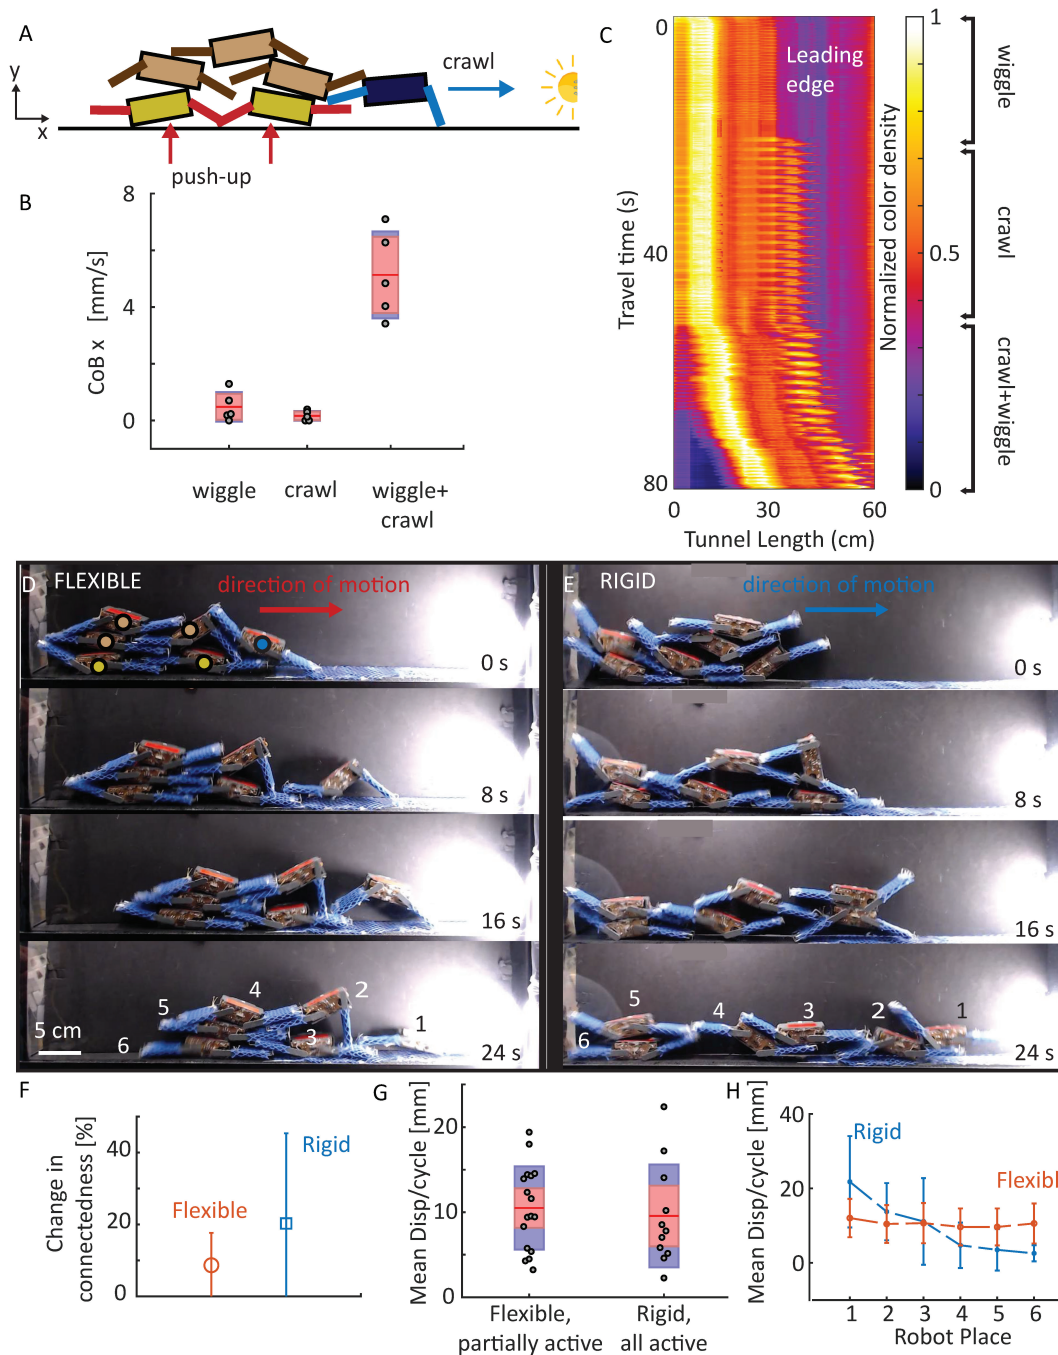 A
y
x
crawl
push-up
B
8
4
0
CoB x [mm/s]
wiggle
crawl
wiggle+
crawl
C
Leading
edge
0
40
80
Travel time (s)
0
30
60
Tunnel Length (cm)
Normalized color density
1
0.5
0
wiggle
crawl
crawl+wiggle
D FLEXIBLE
direction of motion
0 s
8 s
16 s
5
4
2
1
3
6
5 cm
24 s
E RIGID
direction of motion
0 s
8 s
16 s
5
4
3
2
1
6
24 s
F
Change in
connectedness [%]
40
20
0
Flexible
Rigid
G
Mean Disp/cycle [mm]
20
10
0
Flexible,
partially active
Rigid,
all active
H
Mean Disp/cycle [mm]
40
20
0
Rigid
Flexibl
1 2 3 4 5 6
Robot Place